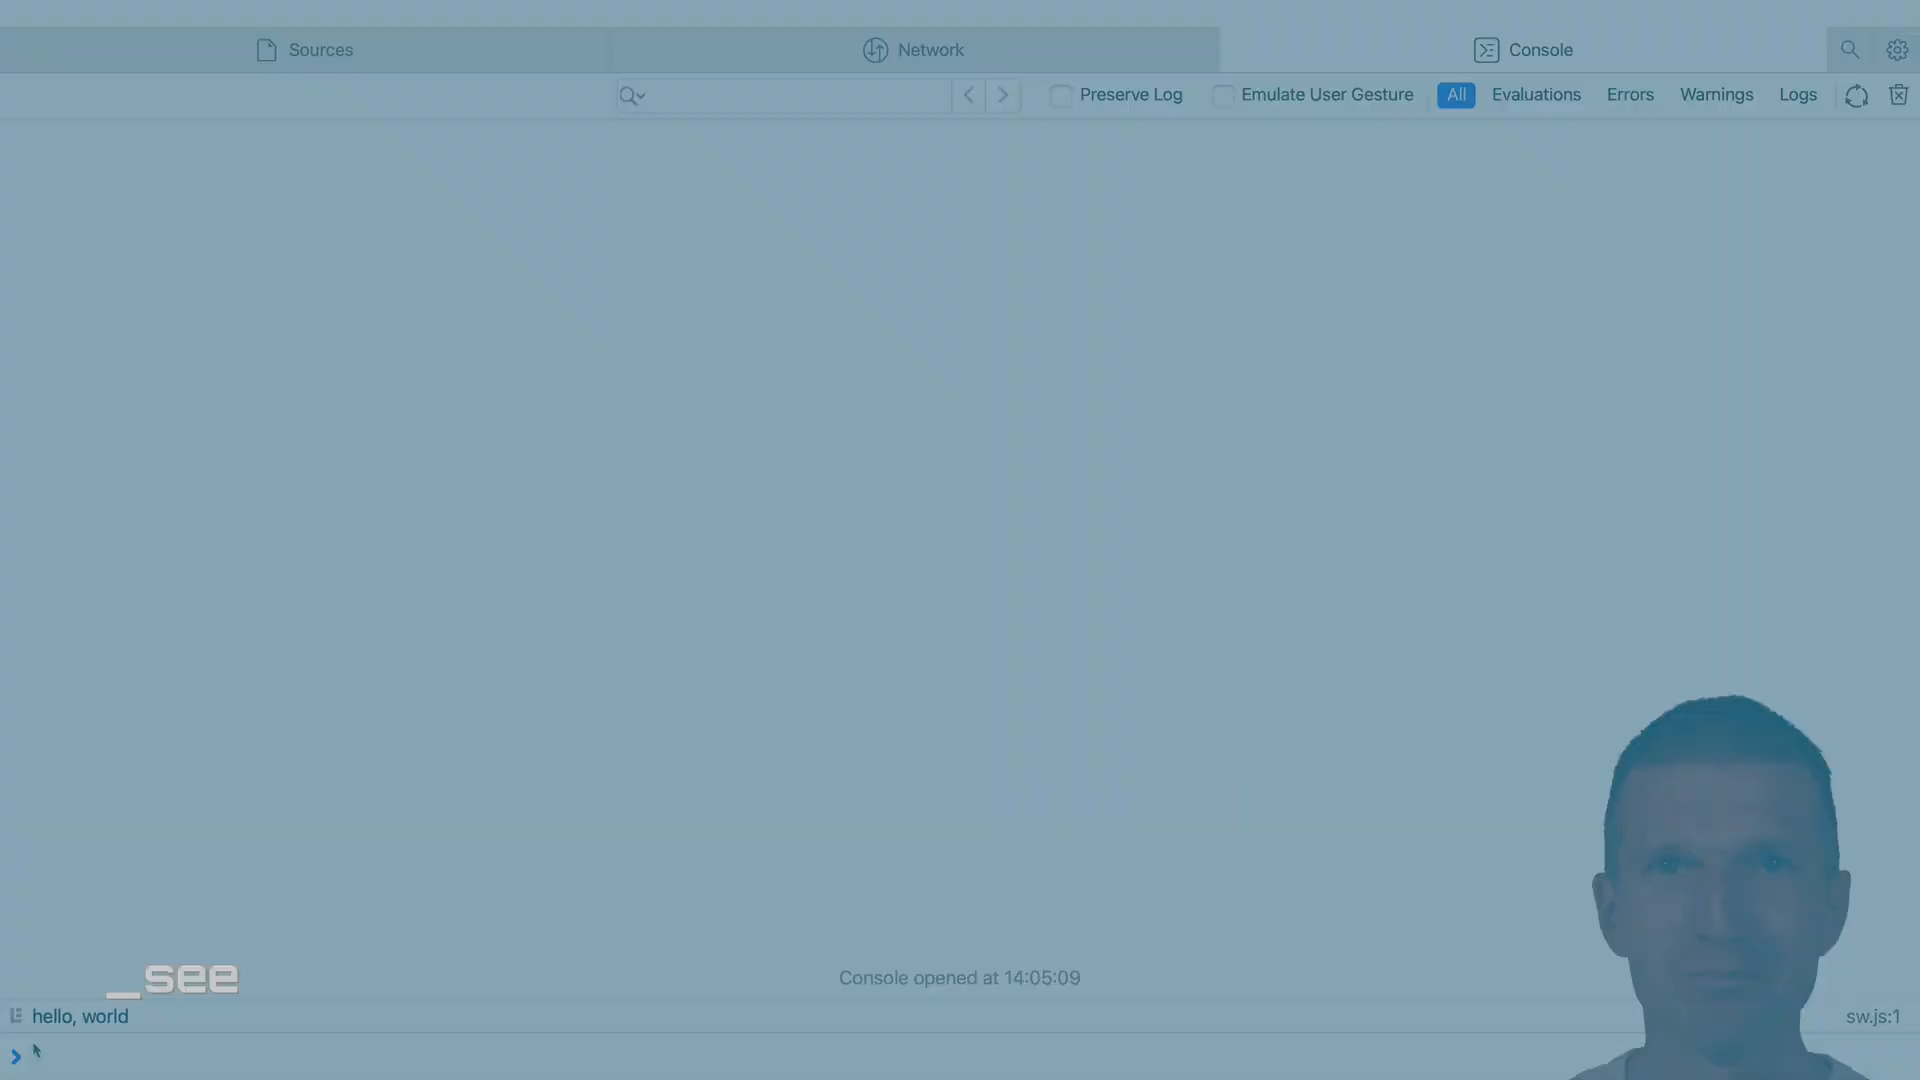 Sources
Network
Console
Preserve Log
Emulate User Gesture
All
Evaluations
Errors
Warnings
Logs
_see
Console opened at 14:05:09
hello, world
sw.js:1